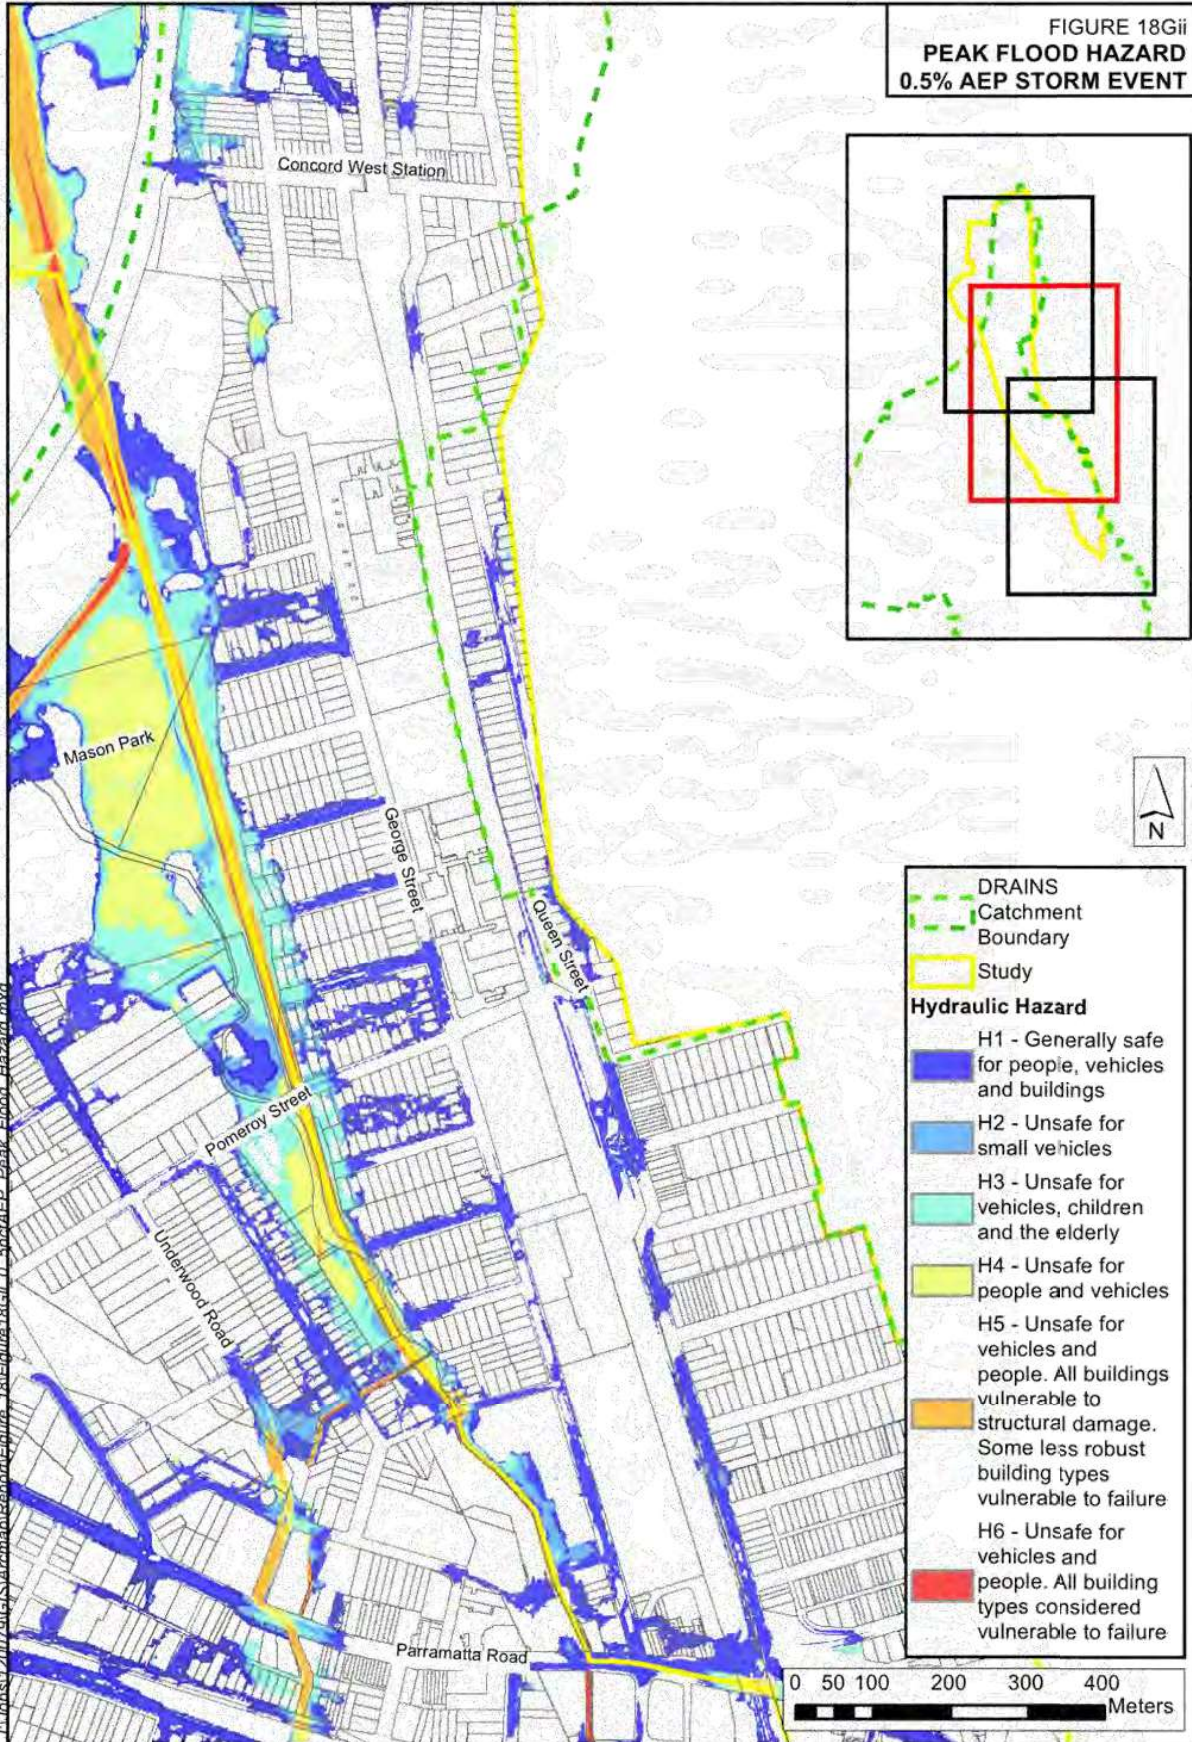 FIGURE 18Gii
PEAK FLOOD HAZARD
0.5% AEP STORM EVENT
Concord West Station
Mason Park
George Street
Queen Street
Pomeroy Street
Underwood Road
Parramatta Road
N
DRAINS
Catchment
Boundary
Study
Hydraulic Hazard
H1 - Generally safe
for people, vehicles
and buildings
H2 - Unsafe for
small vehicles
H3 - Unsafe for
vehicles, children
and the elderly
H4 - Unsafe for
people and vehicles
H5 - Unsafe for
vehicles and
people. All buildings
vulnerable to
structural damage.
Some less robust
building types
vulnerable to failure
H6 - Unsafe for
vehicles and
people. All building
types considered
vulnerable to failure
0 50 100 200 300 400
Meters